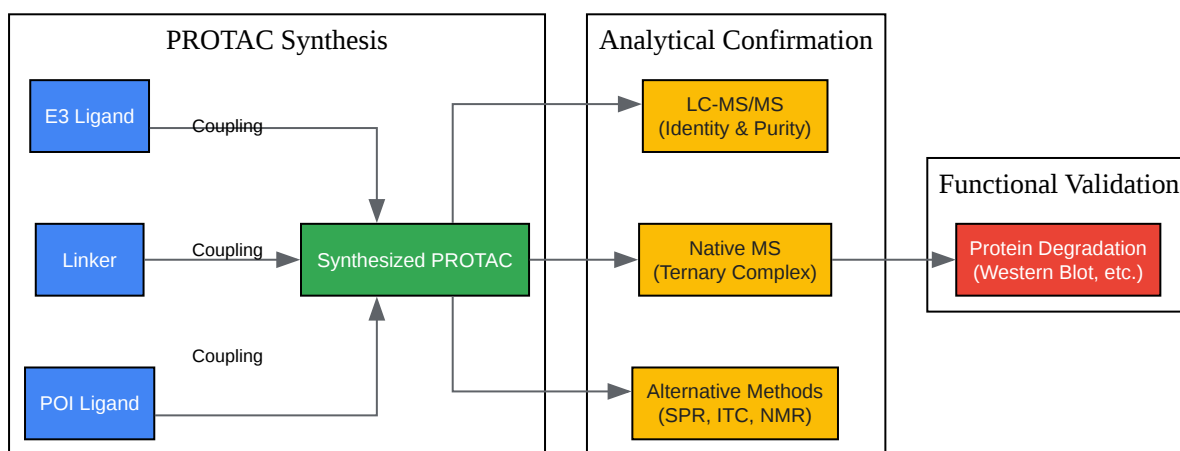 PROTAC Synthesis
E3 Ligand
Coupling
Linker
Coupling
Synthesized PROTAC
Coupling
POI Ligand
Analytical Confirmation
LC-MS/MS
(Identity & Purity)
Native MS
(Ternary Complex)
Alternative Methods
(SPR, ITC, NMR)
Functional Validation
Protein Degradation
(Western Blot, etc.)